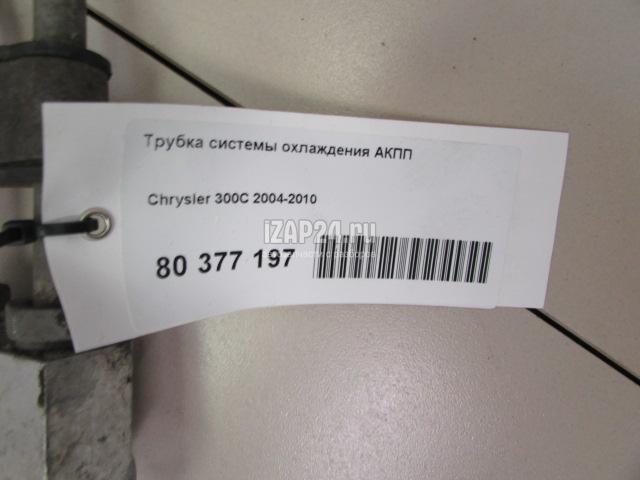 Трубка системы охлаждения АКПП
Chrysler 300C 2004-2010
iZAP24.ru
80 377 197